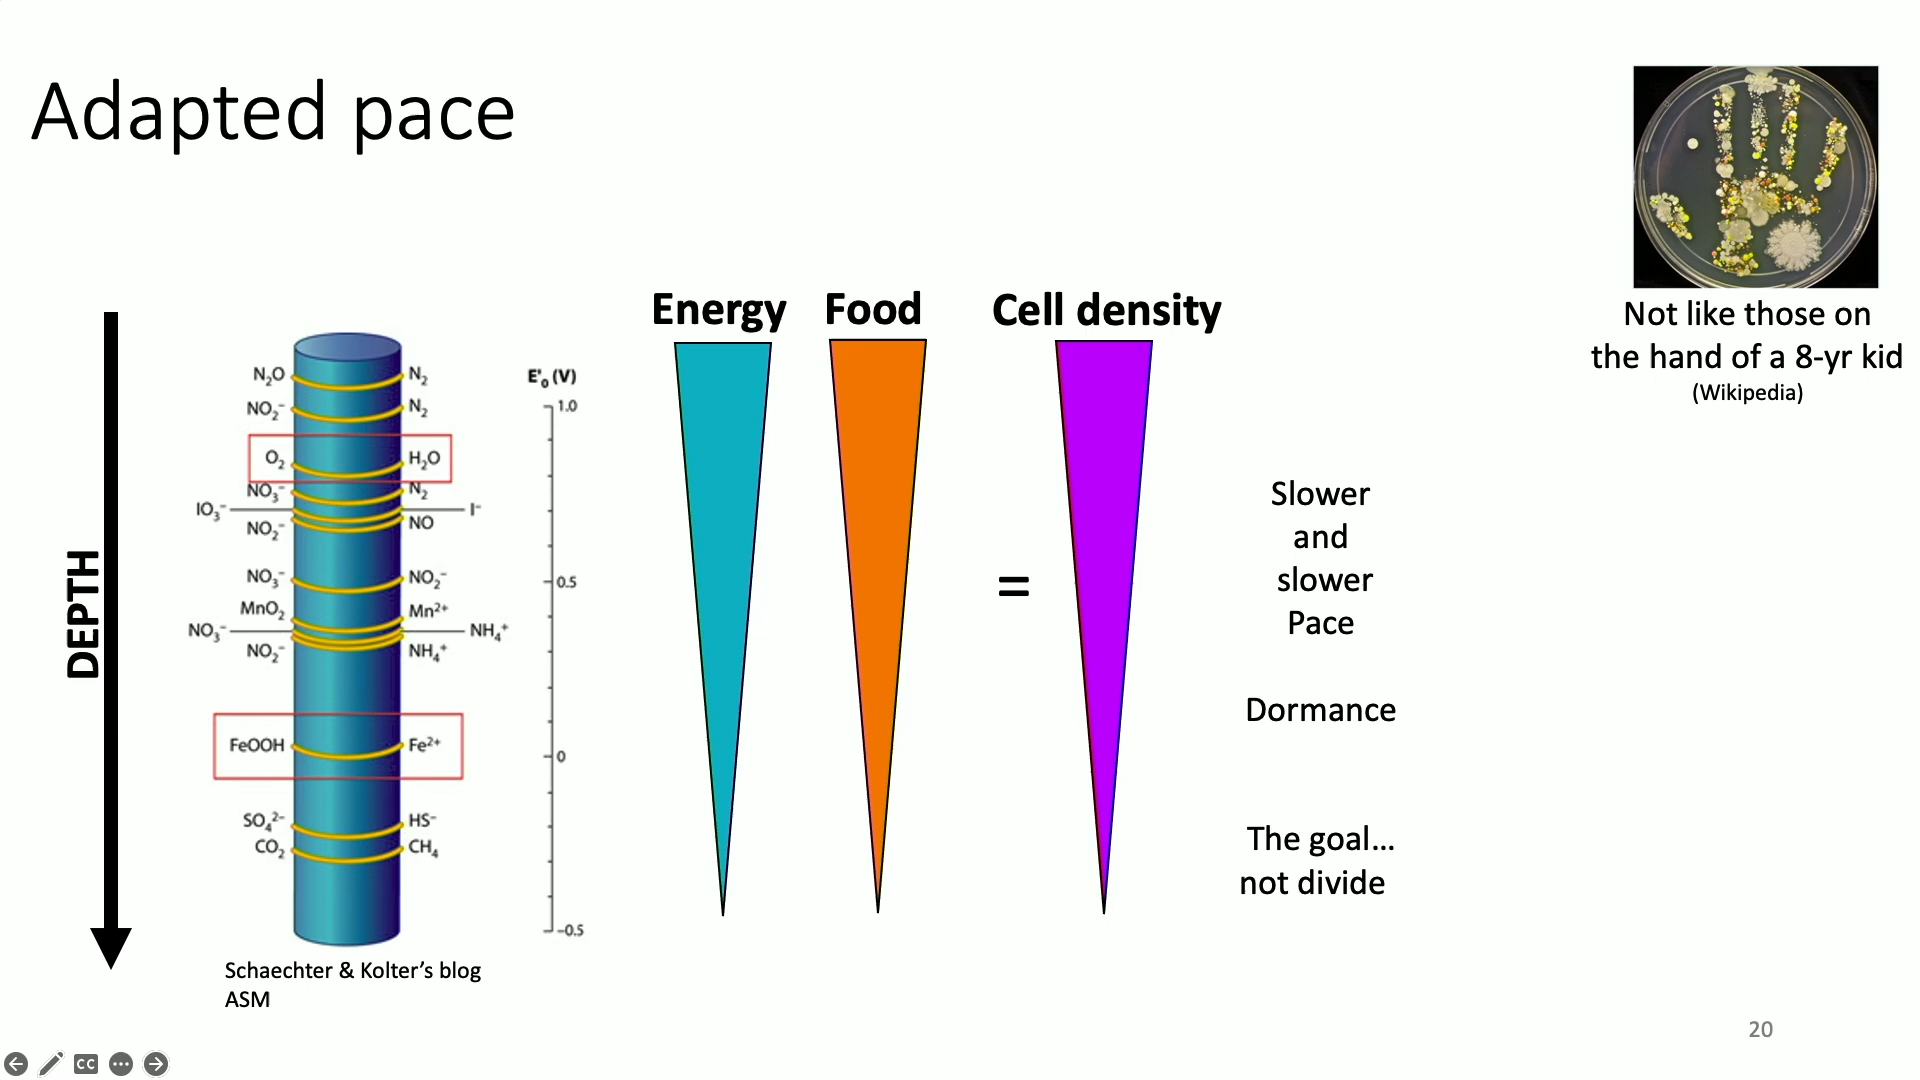 Adapted pace
Not like those on
the hand of a 8-yr kid
(Wikipedia)
Energy
Food
Cell density
DEPTH
E'₀ (V)
N₂O
N₂
NO₂⁻
N₂
O₂
H₂O
NO₃⁻
N₂
IO₃⁻
I⁻
NO₂⁻
NO
NO₃⁻
NO₂⁻
MnO₂
Mn²⁺
NO₃⁻
NH₄⁺
NO₂⁻
NH₄⁺
FeOOH
Fe²⁺
SO₄²⁻
HS⁻
CO₂
CH₄
1.0
0.5
0
–0.5
=
Slower
and
slower
Pace
Dormance
The goal...
not divide
Schaechter & Kolter’s blog
ASM
20
CC